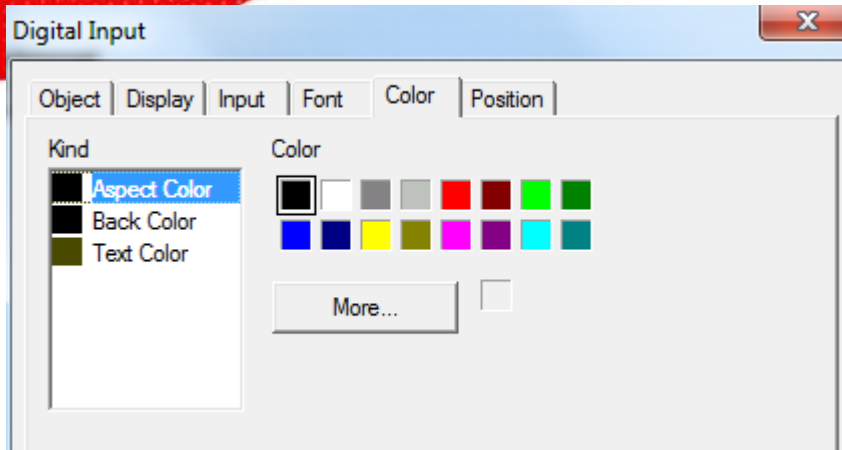 Digital Input
Object Display Input Font Color Position
Kind Color
Aspect Color
Back Color
Text Color
More...